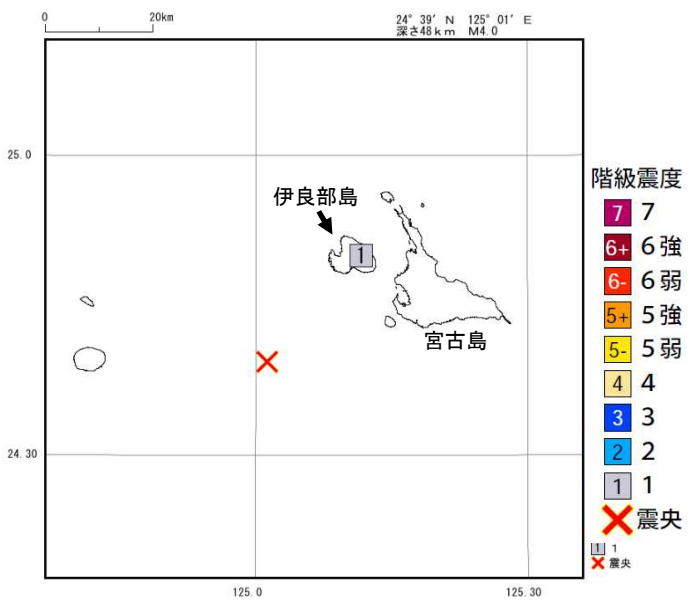 0 20km
24° 39′ N 125° 01′ E
深さ48km M4.0
25.0
伊良部島
1
宮古島
24.30
125.0
125.30
階級震度
7 7
6+ 6強
6- 6弱
5+ 5強
5- 5弱
4 4
3 3
2 2
1 1
震央
1 1
震央